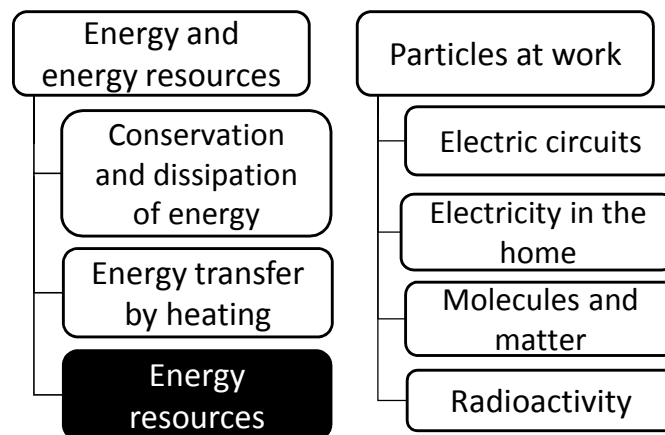 Energy and
energy resources
Conservation
and dissipation
of energy
Energy transfer
by heating
Energy
resources
Particles at work
Electric circuits
Electricity in the
home
Molecules and
matter
Radioactivity